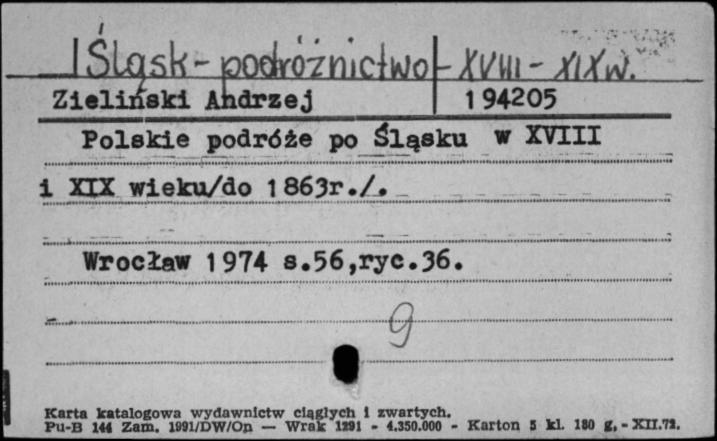 Śląsk - podróżnictwo - XVIII - XIX w.
Zieliński Andrzej 194205
Polskie podróże po Śląsku w XVIII
i XIX wieku/do 1863r./.
Wrocław 1974 s.56,ryc.36.
9
Karta katalogowa wydawnictw ciągłych i zwartych.
Pu-B 144 Zam. 1991/DW/Op — Wrak 1291 - 4.350.000 - Karton 5 kl. 180 g. - XII.72.